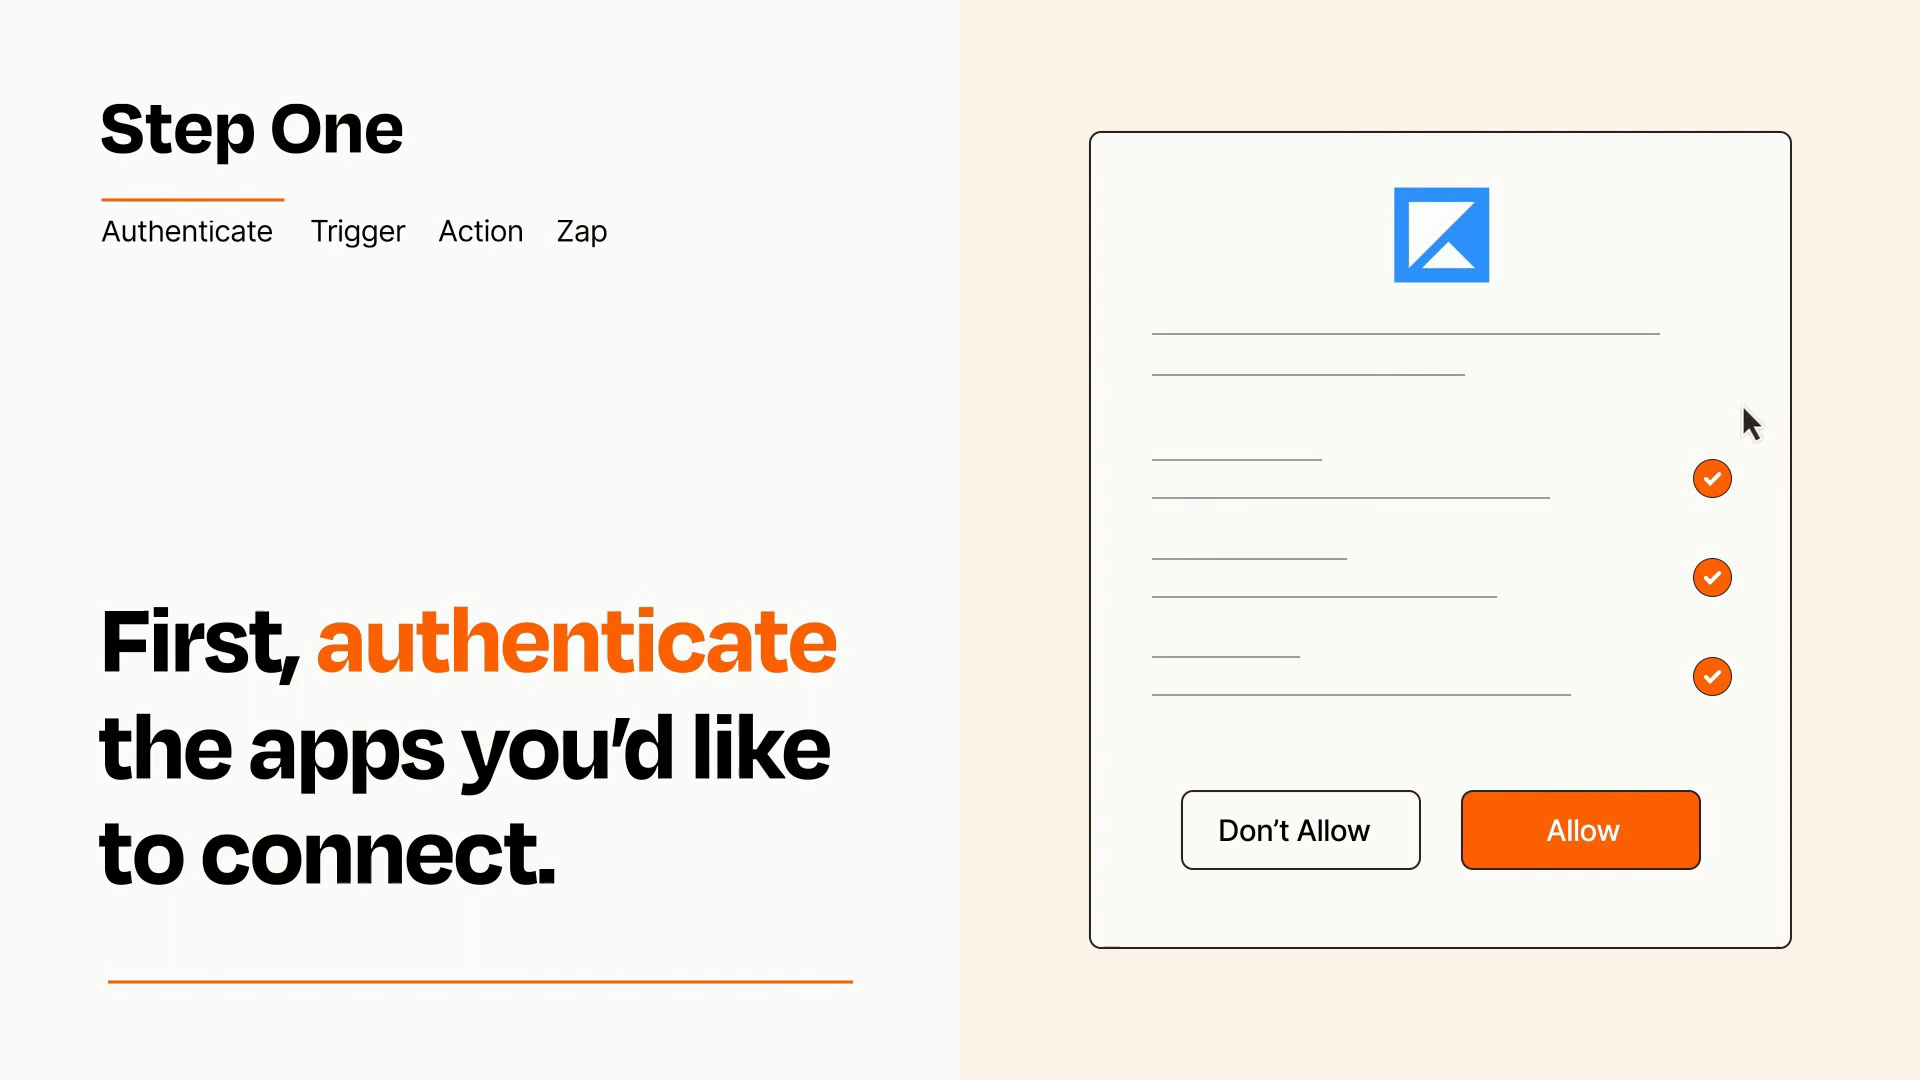 Step One
Authenticate Trigger Action Zap
First, authenticate
the apps you’d like
to connect.
Don’t Allow
Allow